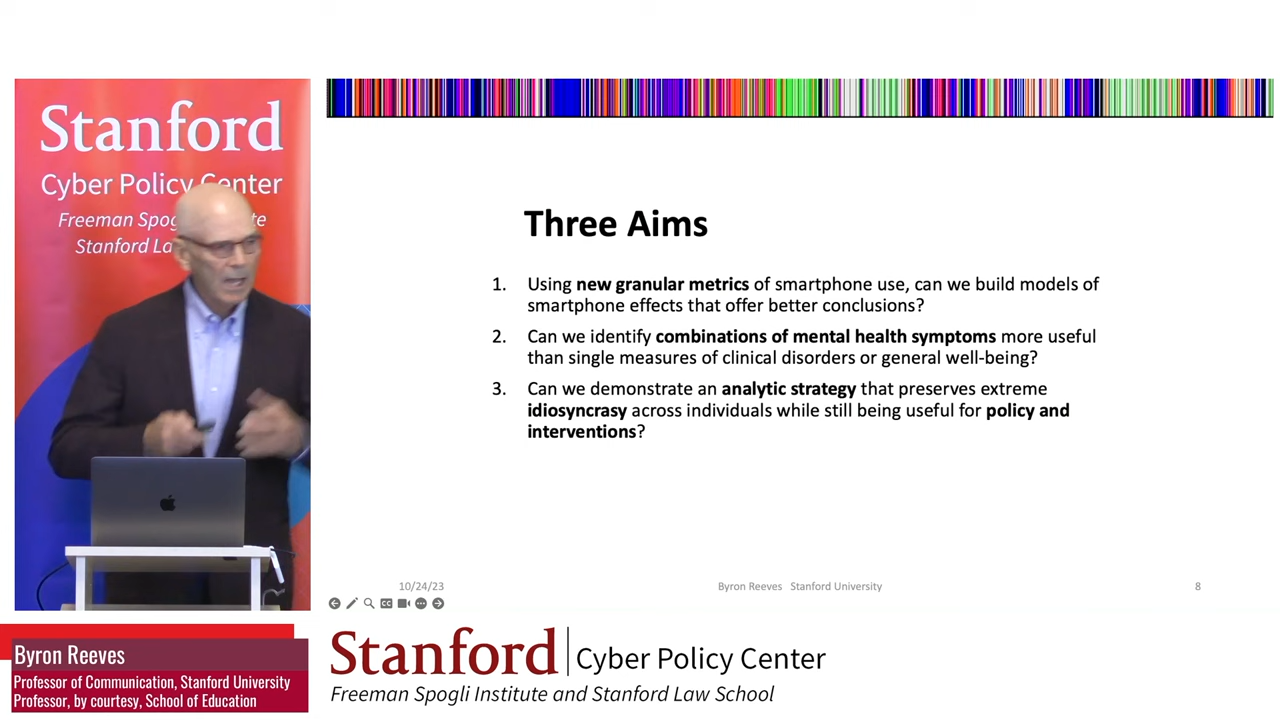 Stanford
Cyber Policy Center
Freeman
Stanford
Three Aims
1. Using new granular metrics of smartphone use, can we build models of
smartphone effects that offer better conclusions?
2. Can we identify combinations of mental health symptoms more useful
than single measures of clinical disorders or general well-being?
3. Can we demonstrate an analytic strategy that preserves extreme
idiosyncrasy across individuals while still being useful for policy and
interventions?
10/24/23
Byron Reeves Stanford University
8
CC
Byron Reeves
Professor of Communication, Stanford University
Professor, by courtesy, School of Education
Stanford
Cyber Policy Center
Freeman Spogli Institute and Stanford Law School